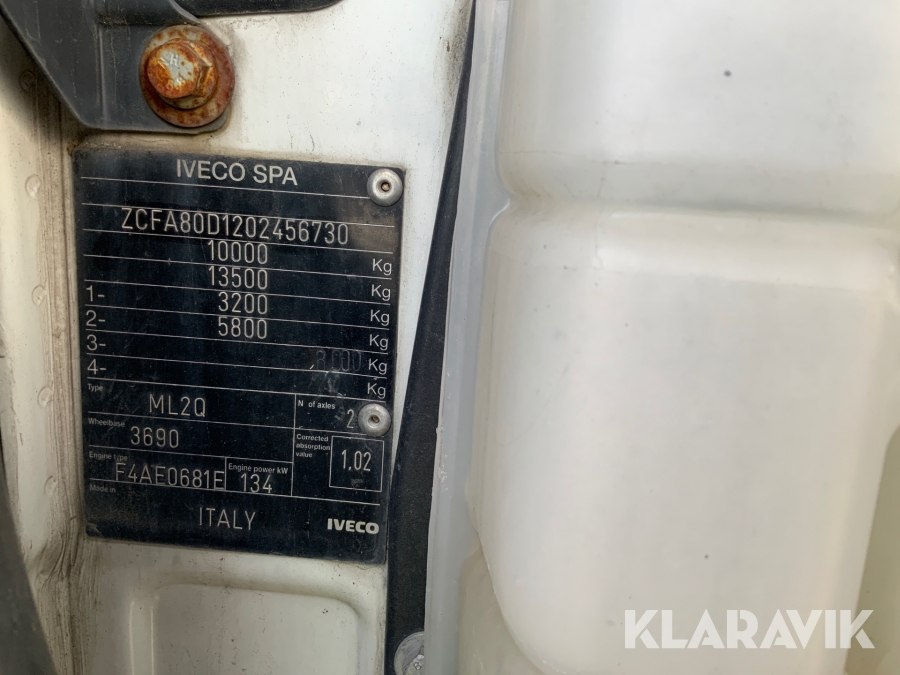 IVECO SPA
ZCFA80D1202456730
10000 Kg
13500 Kg
1- 3200 Kg
2- 5800 Kg
3- Kg
4- Kg
Type ML2Q N of axles 2
Wheelbase 3690 Corrected absorption value 1,02
Engine type F4AE0681E Engine power kW 134
Made in ITALY IVECO
KLARAVIK